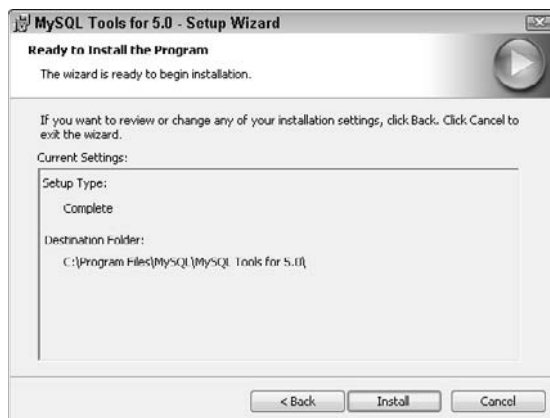 MySQL Tools for 5.0 - Setup Wizard
Ready to Install the Program
The wizard is ready to begin installation.
If you want to review or change any of your installation settings, click Back. Click Cancel to
exit the wizard.
Current Settings:
Setup Type:
Complete
Destination Folder:
C:\Program Files\MySQL\MySQL Tools for 5.0\
< Back
Install
Cancel